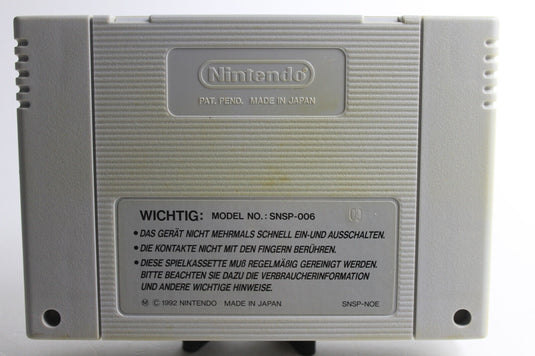 Nintendo
PAT. PEND. MADE IN JAPAN
WICHTIG: MODEL NO.: SNSP-006
• DAS GERÄT NICHT MEHRMALS SCHNELL EIN-UND AUSSCHALTEN.
• DIE KONTAKTE NICHT MIT DEN FINGERN BERÜHREN.
• DIESE SPIELKASSETTE MUß REGELMÄßIG GEREINIGT WERDEN.
BITTE BEACHTEN SIE DAZU DIE VERBRAUCHERINFORMATION
UND ANDERE WICHTIGE HINWEISE.
Ⓜ © 1992 NINTENDO MADE IN JAPAN SNSP-NOE